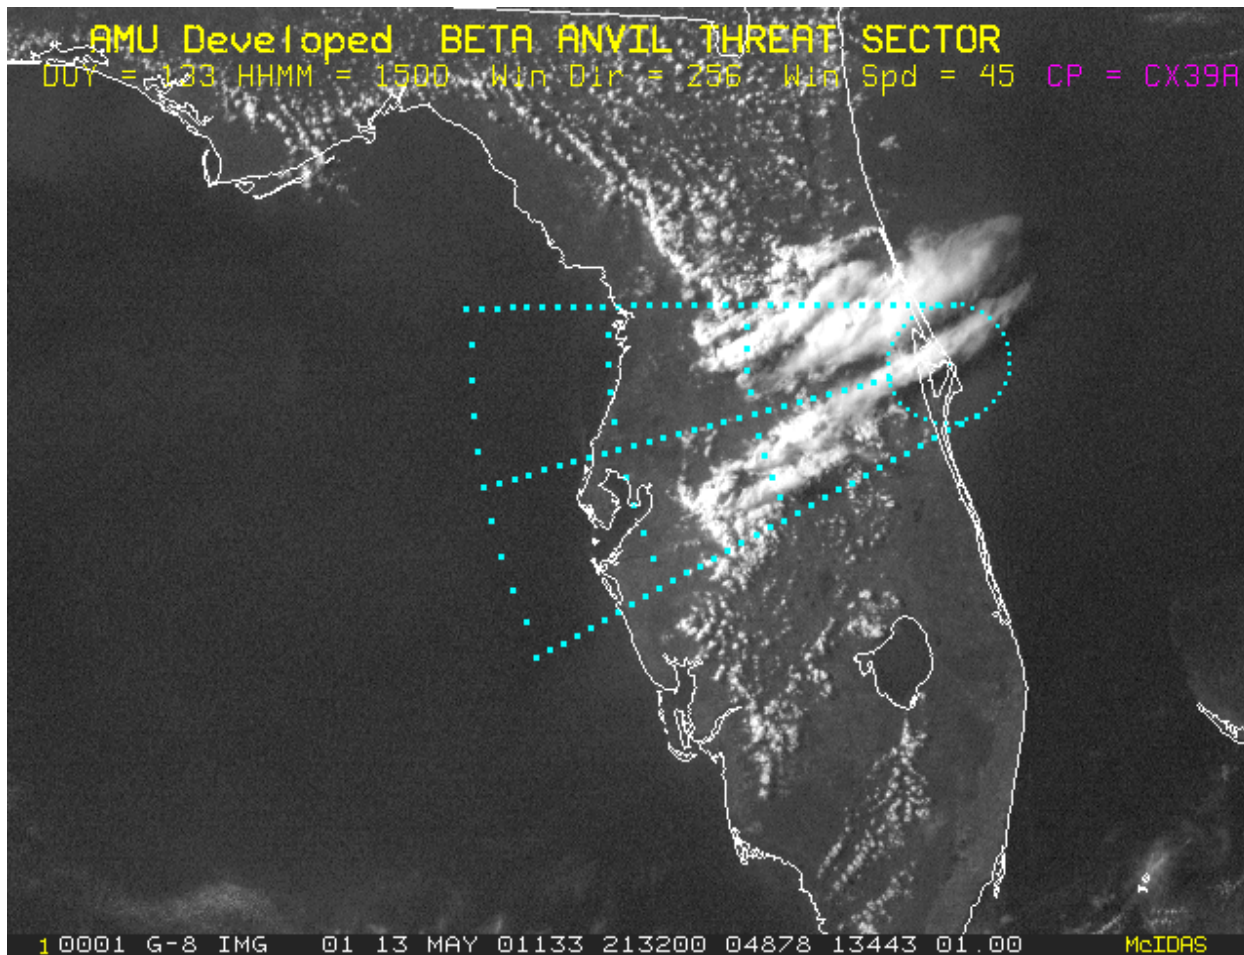 AMU Developed BETA ANVIL THREAT SECTOR
DOY = 133 HHMM = 1500 Win Dir = 256 Win Spd = 45 CP = CX39A
1 0001 G-8 IMG 01 13 MAY 01133 213200 04878 13443 01.00 McIDAS